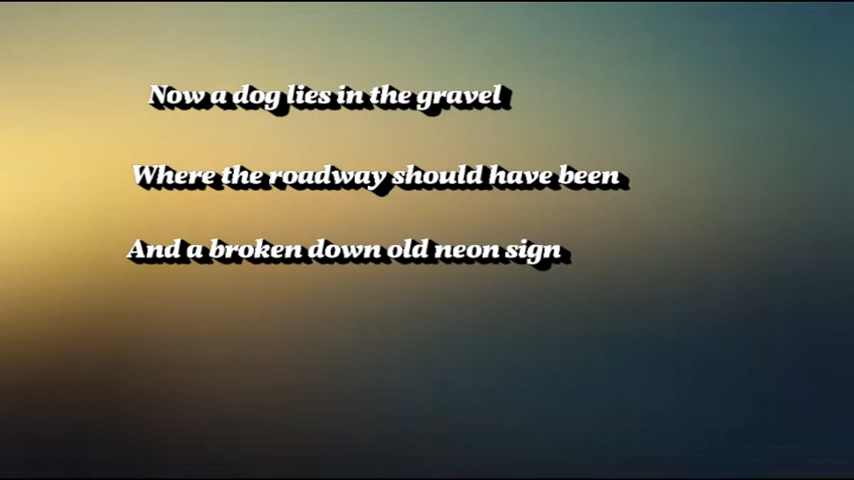 Now a dog lies in the gravel
Where the roadway should have been
And a broken down old neon sign